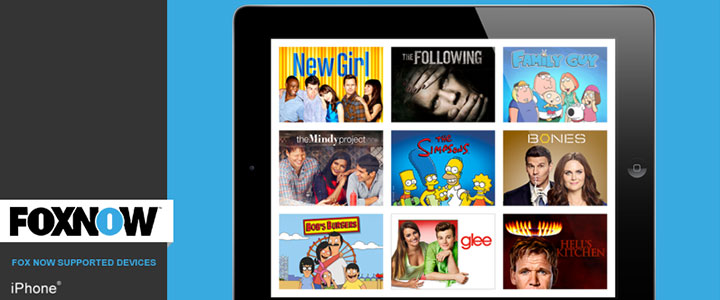 New Girl
THE FOLLOWING
FAMILY GUY
the Mindy project
THE SIMPSONS
BONES
BOB'S BURGERS
glee
HELL'S KITCHEN
FOXNOW
FOX NOW SUPPORTED DEVICES
iPhone®